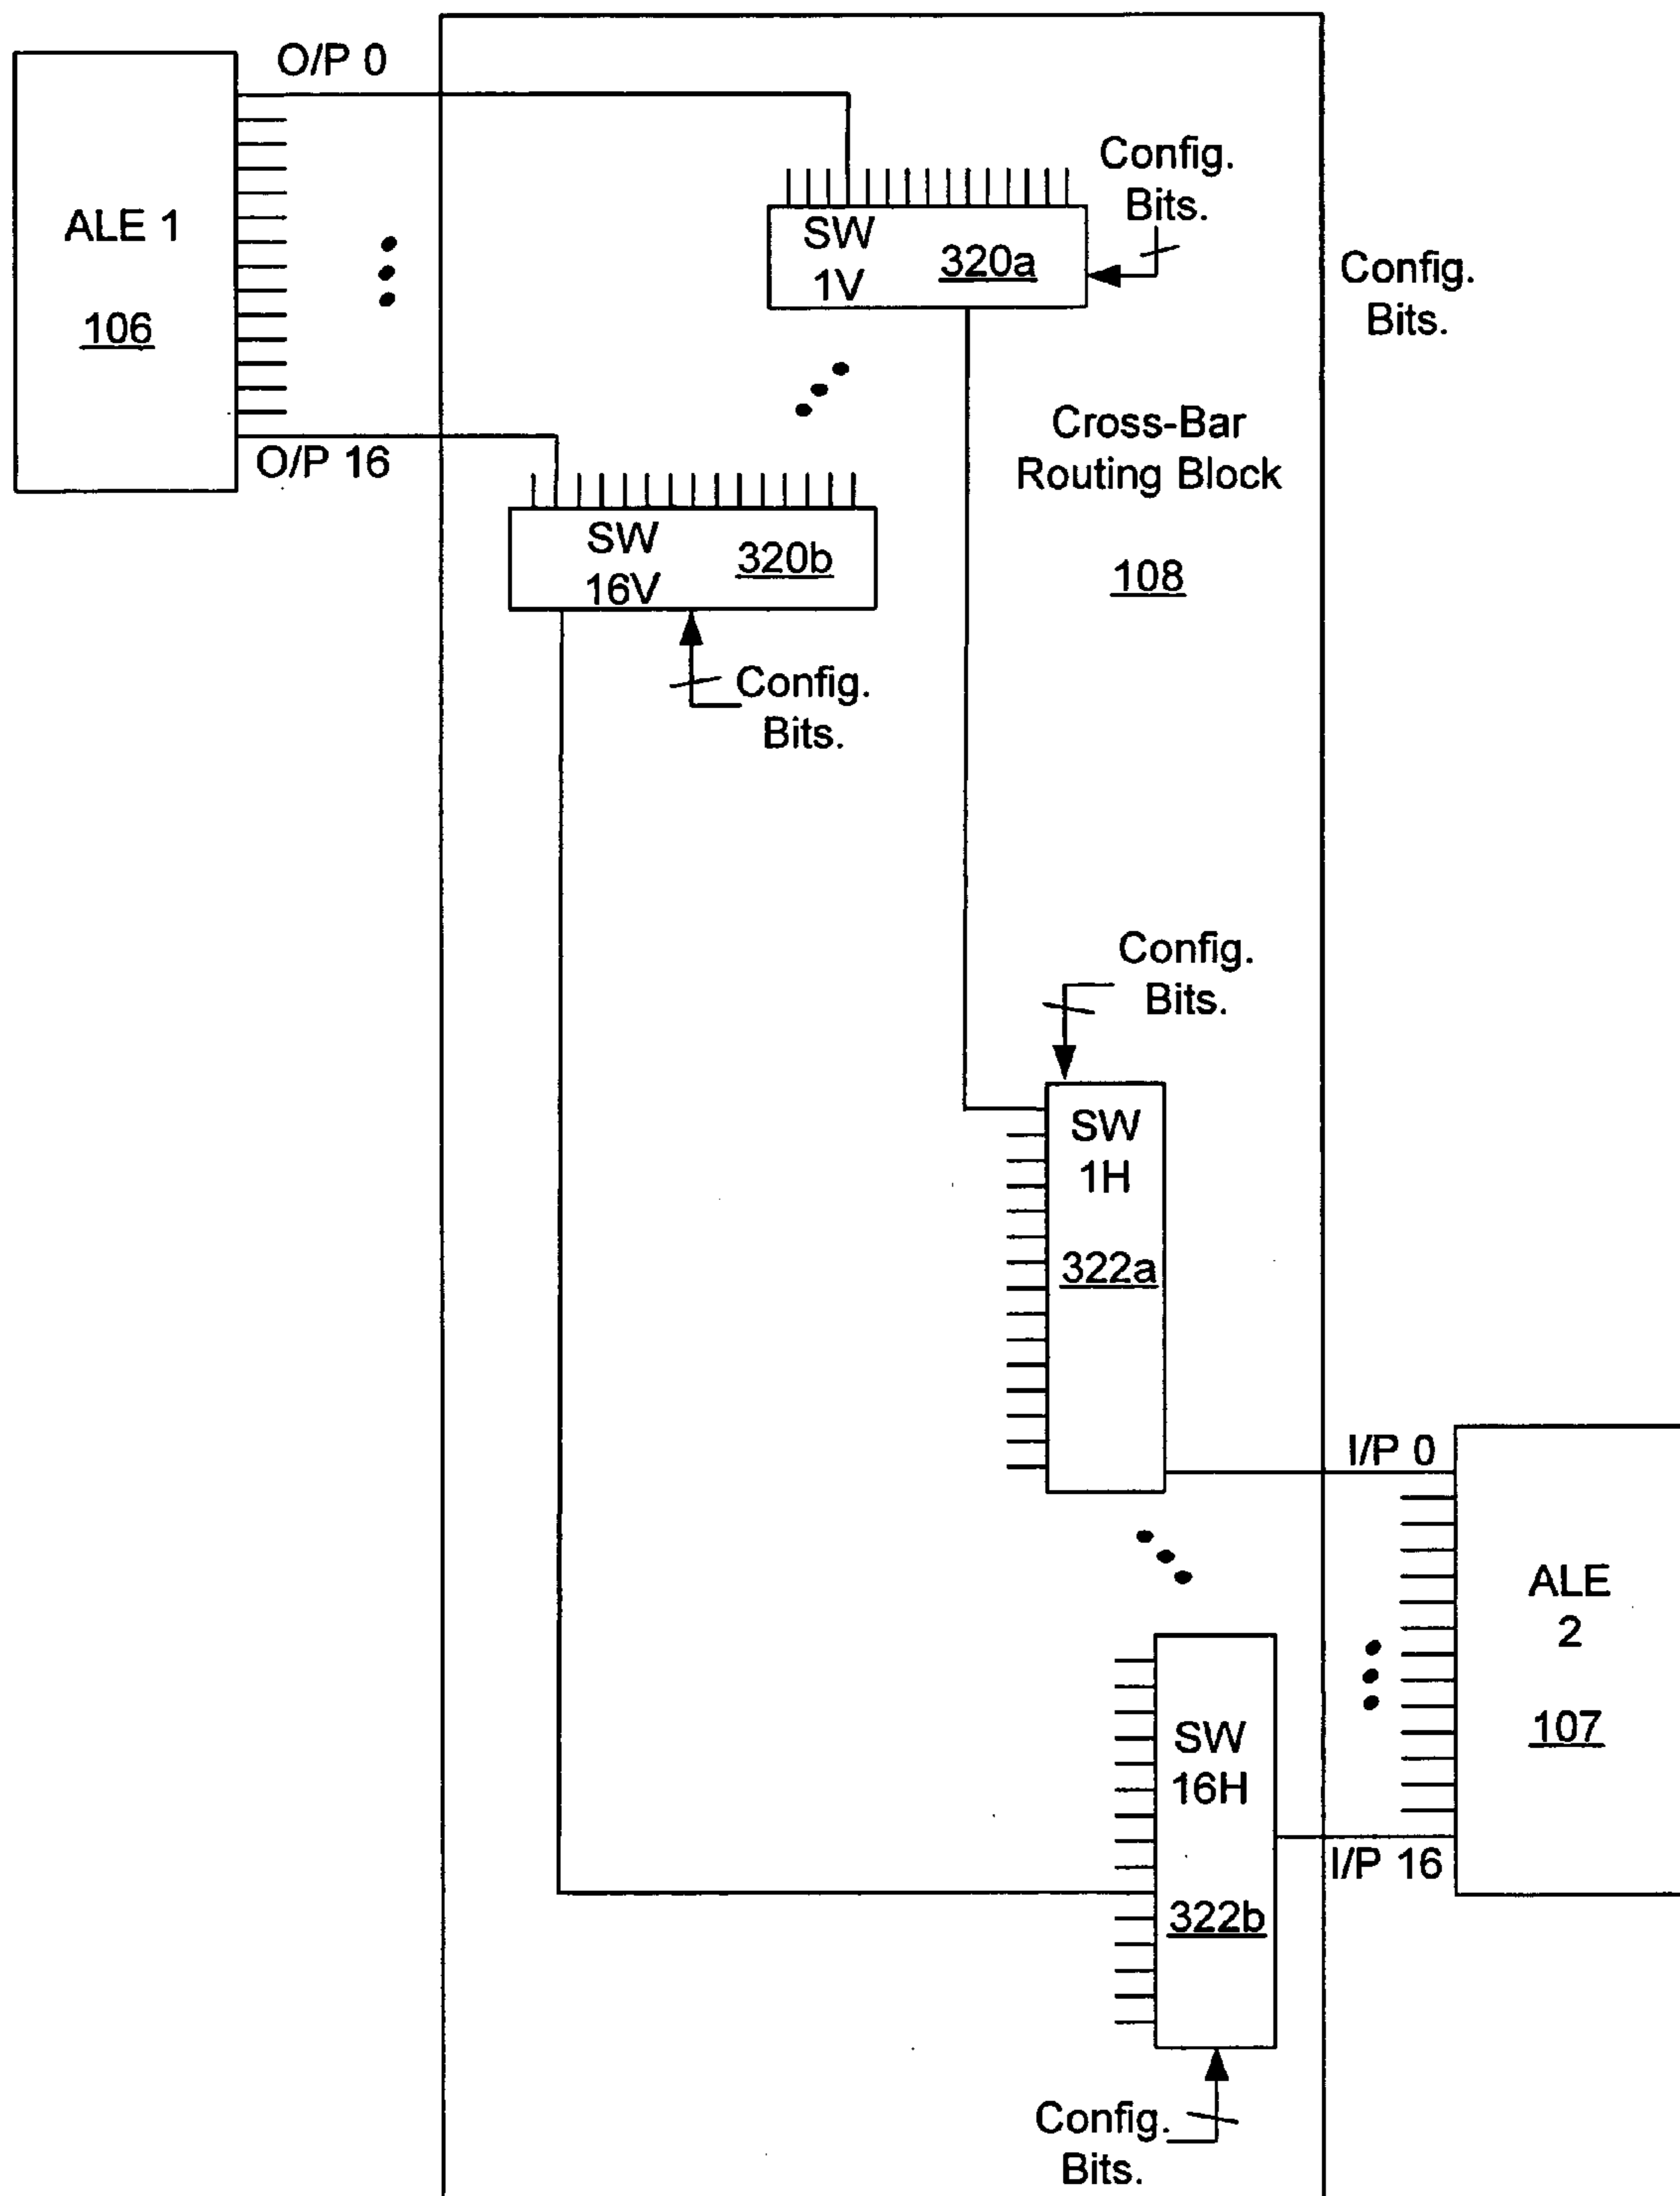 O/P 0
ALE 1
106
O/P 16
Config.
Bits.
SW
1V
320a
Config.
Bits.
Cross-Bar
Routing Block
108
SW
16V
320b
Config.
Bits.
Config.
Bits.
SW
1H
322a
I/P 0
ALE
2
107
SW
16H
322b
I/P 16
Config.
Bits.